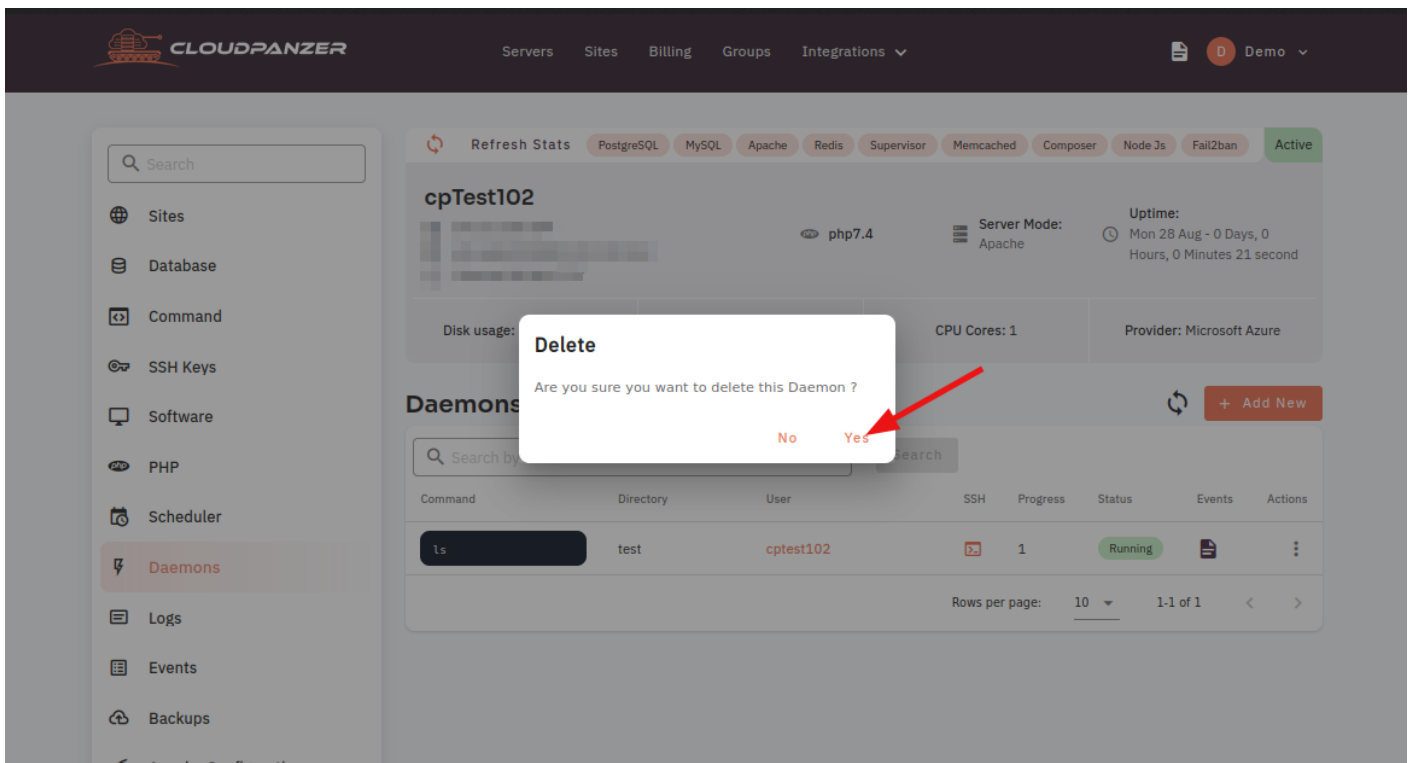 CLOUDPANZER
Servers Sites Billing Groups Integrations
D Demo
Search
Sites
Database
Command
SSH Keys
Software
php PHP
Scheduler
Daemons
Logs
Events
Backups
Refresh Stats PostgreSQL MySQL Apache Redis Supervisor Memcached Composer Node Js Fail2ban Active
cpTest102
php php7.4
Server Mode:
Apache
Uptime:
Mon 28 Aug - 0 Days, 0
Hours, 0 Minutes 21 second
Disk usage: CPU Cores: 1 Provider: Microsoft Azure
Delete
Are you sure you want to delete this Daemon ?
No Yes
Daemons
+ Add New
Search by
Search
Command Directory User SSH Progress Status Events Actions
ls test cptest102 1 Running
Rows per page: 10 1-1 of 1